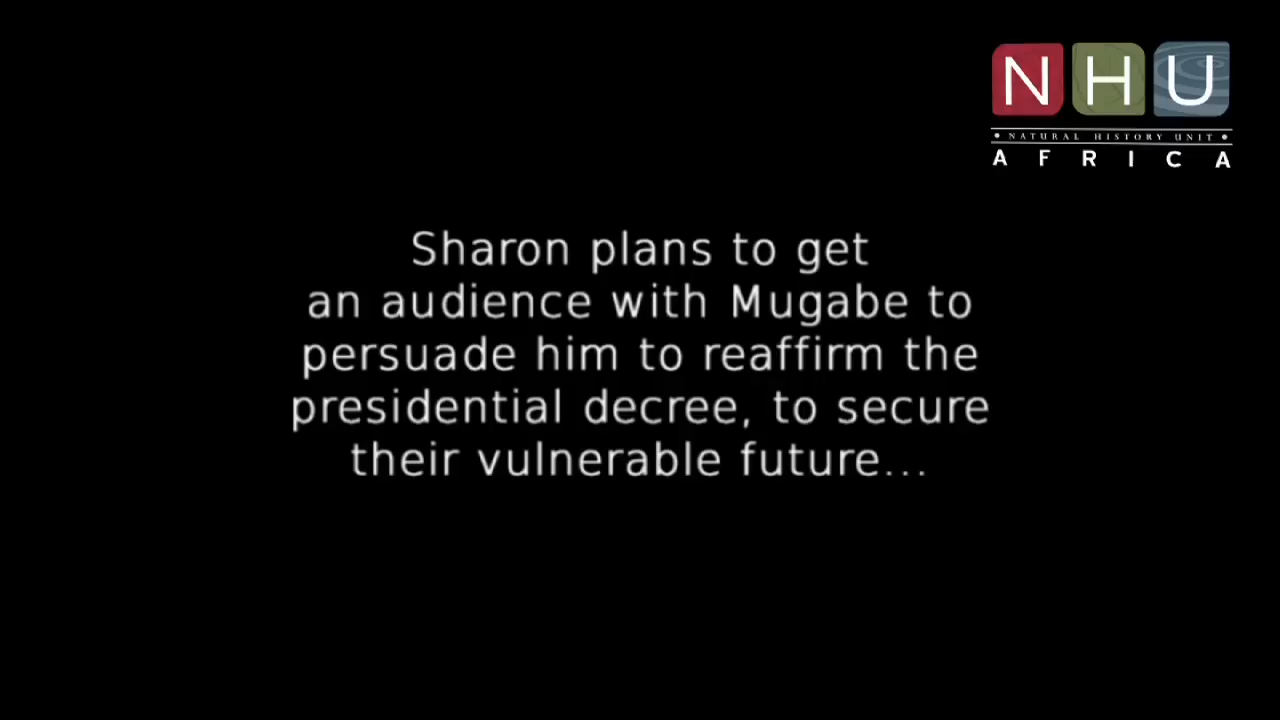 NHU
• NATURAL HISTORY UNIT •
AFRICA
Sharon plans to get
an audience with Mugabe to
persuade him to reaffirm the
presidential decree, to secure
their vulnerable future...